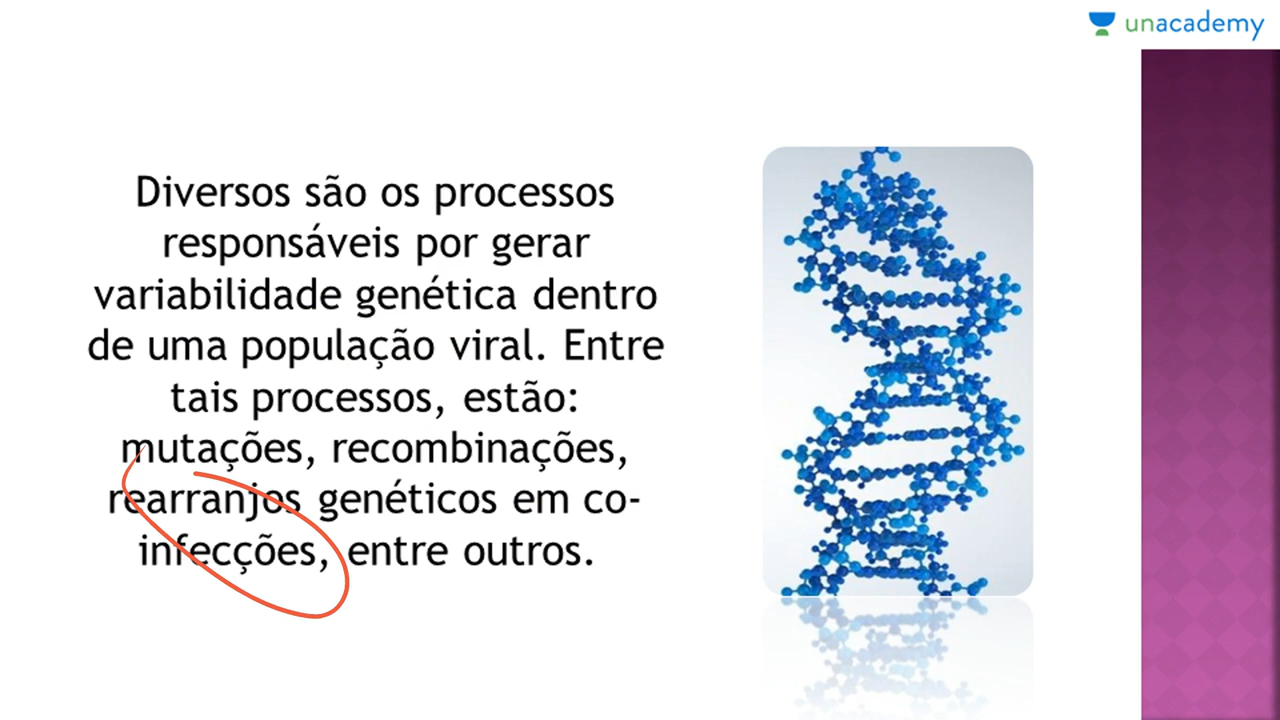 unacademy
Diversos são os processos
responsáveis por gerar
variabilidade genética dentro
de uma população viral. Entre
tais processos, estão:
mutações, recombinações,
rearranjos genéticos em co-
infecções, entre outros.